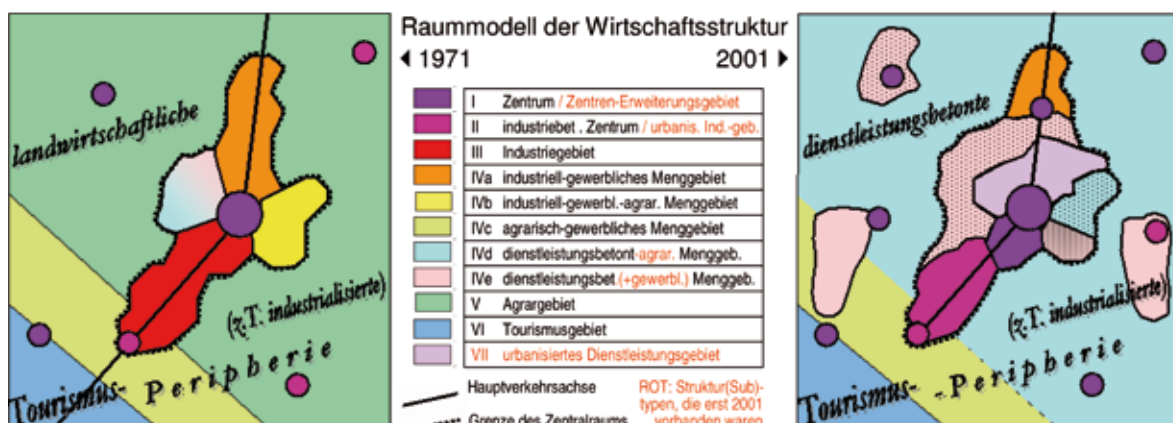 Raummodell der Wirtschaftsstruktur
1971 2001
landwirtschaftliche
(z.T. industrialisierte)
Tourismus- Peripherie
I Zentrum / Zentren-Erweiterungsgebiet
II industriebet. Zentrum / urbanis. Ind.-geb.
III Industriegebiet
IVa industriell-gewerbliches Menggebiet
IVb industriell-gewerbl.-agrar. Menggebiet
IVc agrarisch-gewerbliches Menggebiet
IVd dienstleistungsbetont-agrar. Menggeb.
IVe dienstleistungsbet.(+gewerbl.) Menggeb.
V Agrargebiet
VI Tourismusgebiet
VII urbanisiertes Dienstleistungsgebiet
Hauptverkehrsachse
Grenze des Zentralraums
ROT: Struktur(Sub)-
typen, die erst 2001
vorhanden waren
dienstleistungsbetonte
(z.T. industrialisierte)
Tourismus- -Peripherie